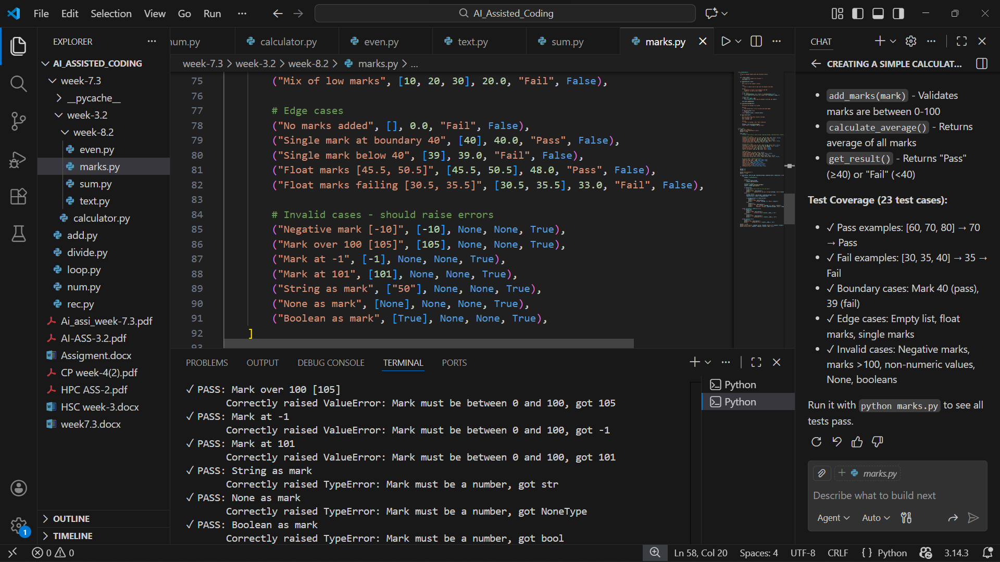 File Edit Selection View Go Run ··· AI_Assisted_Coding
EXPLORER
AI_ASSISTED_CODING
week-7.3
__pycache__
week-3.2
week-8.2
even.py
marks.py
sum.py
text.py
calculator.py
add.py
divide.py
loop.py
num.py
rec.py
Ai_assi_week-7.3.pdf
AI-ASS-3.2.pdf
Assigment.docx
CP week-4(2).pdf
HPC ASS-2.pdf
HSC week-3.docx
week7.3.docx
OUTLINE
TIMELINE
1
num.py calculator.py even.py text.py sum.py marks.py
week-7.3 > week-3.2 > week-8.2 > marks.py > ...
75 ("Mix of low marks", [10, 20, 30], 20.0, "Fail", False),
76
77 # Edge cases
78 ("No marks added", [], 0.0, "Fail", False),
79 ("Single mark at boundary 40", [40], 40.0, "Pass", False),
80 ("Single mark below 40", [39], 39.0, "Fail", False),
81 ("Float marks [45.5, 50.5]", [45.5, 50.5], 48.0, "Pass", False),
82 ("Float marks failing [30.5, 35.5]", [30.5, 35.5], 33.0, "Fail", False),
83
84 # Invalid cases - should raise errors
85 ("Negative mark [-10]", [-10], None, None, True),
86 ("Mark over 100 [105]", [105], None, None, True),
87 ("Mark at -1", [-1], None, None, True),
88 ("Mark at 101", [101], None, None, True),
89 ("String as mark", ["50"], None, None, True),
90 ("None as mark", [None], None, None, True),
91 ("Boolean as mark", [True], None, None, True),
92 ]
93
PROBLEMS OUTPUT DEBUG CONSOLE TERMINAL PORTS
✓ PASS: Mark over 100 [105]
Correctly raised ValueError: Mark must be between 0 and 100, got 105
✓ PASS: Mark at -1
Correctly raised ValueError: Mark must be between 0 and 100, got -1
✓ PASS: Mark at 101
Correctly raised ValueError: Mark must be between 0 and 100, got 101
✓ PASS: String as mark
Correctly raised TypeError: Mark must be a number, got str
✓ PASS: None as mark
Correctly raised TypeError: Mark must be a number, got NoneType
✓ PASS: Boolean as mark
Correctly raised TypeError: Mark must be a number, got bool
Python
Python
CHAT
CREATING A SIMPLE CALCULAT...
• add_marks(mark) - Validates
marks are between 0-100
• calculate_average() - Returns
average of all marks
• get_result() - Returns "Pass"
(≥40) or "Fail" (<40)
Test Coverage (23 test cases):
• ✓ Pass examples: [60, 70, 80] → 70
→ Pass
• ✓ Fail examples: [30, 35, 40] → 35 →
Fail
• ✓ Boundary cases: Mark 40 (pass),
39 (fail)
• ✓ Edge cases: Empty list, float
marks, single marks
• ✓ Invalid cases: Negative marks,
marks >100, non-numeric values,
None, booleans
Run it with python marks.py to see all
tests pass.
marks.py
Describe what to build next
Agent Auto
0 0 Ln 58, Col 20 Spaces: 4 UTF-8 CRLF { } Python 3.14.3